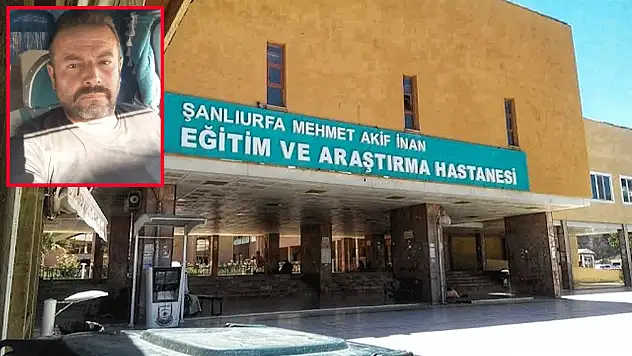 ŞANLIURFA MEHMET AKİF İNAN
EĞİTİM VE ARAŞTIRMA HASTANESİ